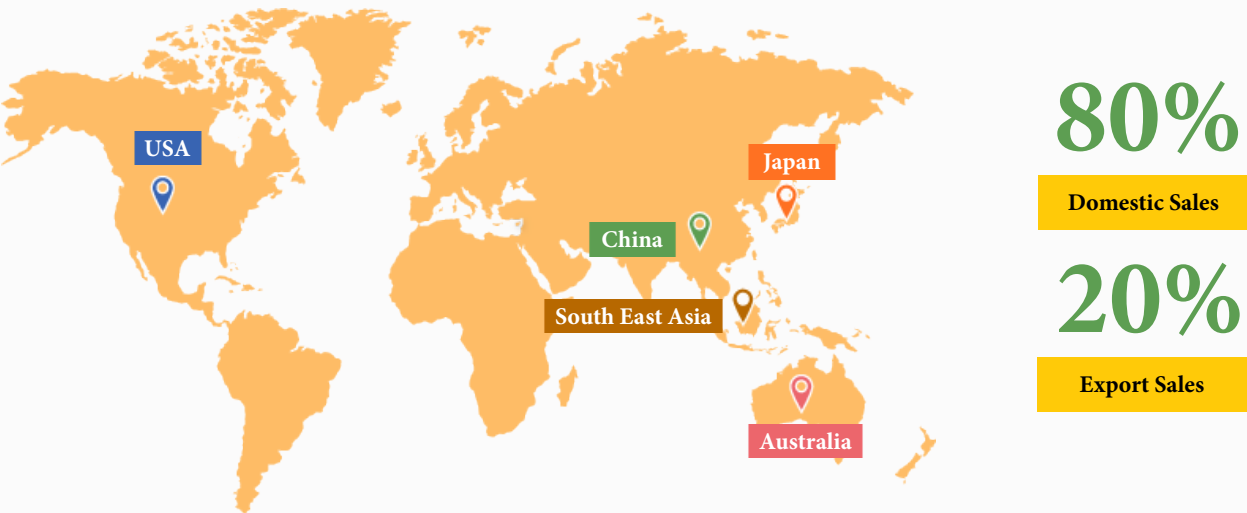 USA
Japan
China
South East Asia
Australia
80%
Domestic Sales
20%
Export Sales